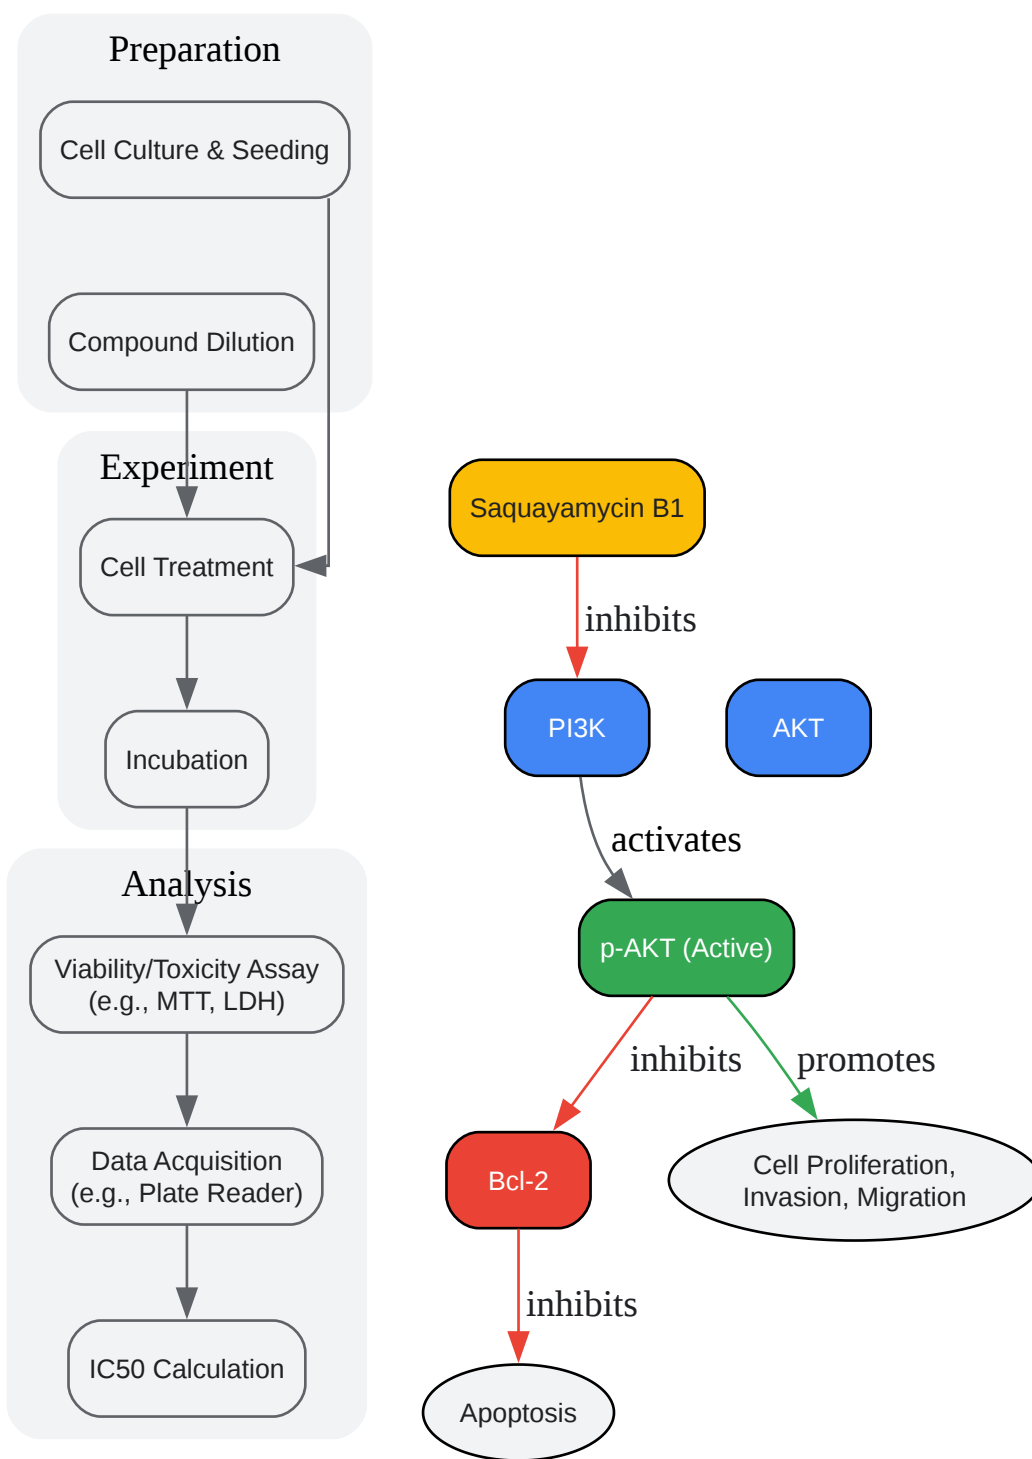 Preparation
Cell Culture & Seeding
Compound Dilution
Experiment
Cell Treatment
Incubation
Analysis
Viability/Toxicity Assay
(e.g., MTT, LDH)
Data Acquisition
(e.g., Plate Reader)
IC50 Calculation
Saquayamycin B1
inhibits
PI3K
AKT
activates
p-AKT (Active)
inhibits
promotes
Bcl-2
Cell Proliferation,
Invasion, Migration
inhibits
Apoptosis